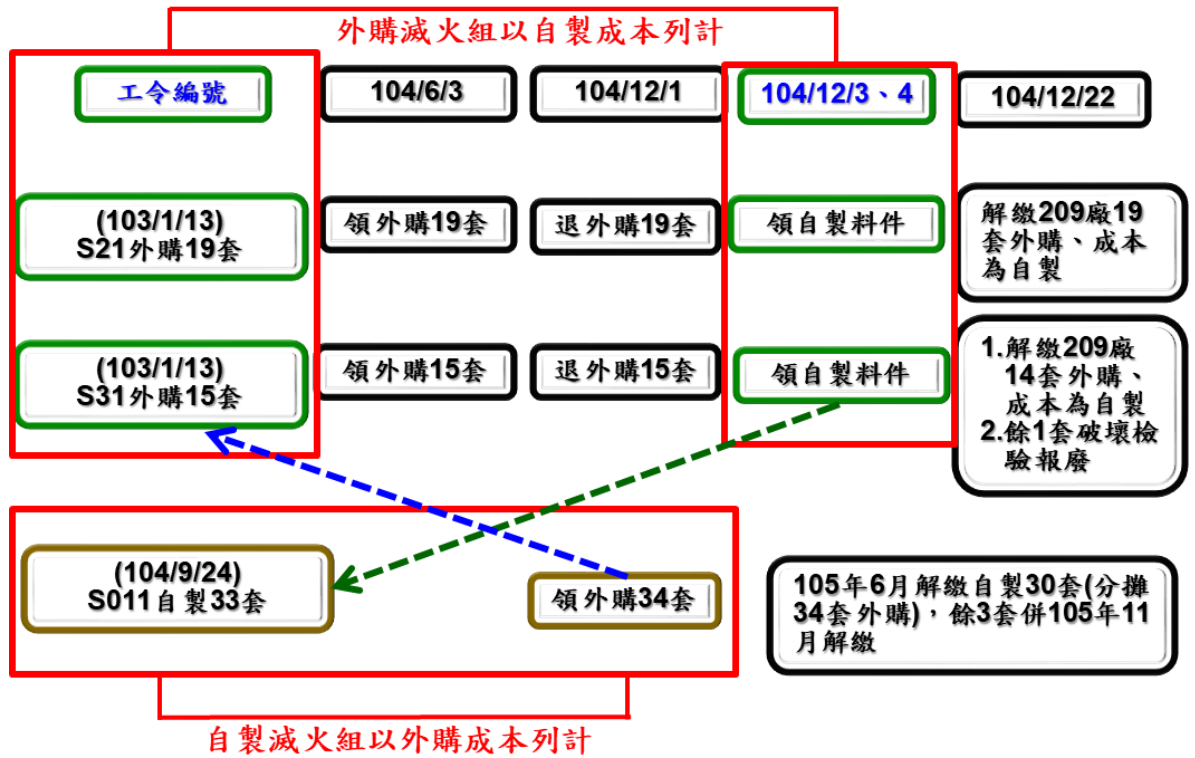 外購滅火組以自製成本列計
工令編號
104/6/3
104/12/1
104/12/3、4
104/12/22
(103/1/13)
S21外購19套
領外購19套
退外購19套
領自製料件
解繳209廠19
套外購、成本
為自製
(103/1/13)
S31外購15套
領外購15套
退外購15套
領自製料件
1.解繳209廠
14套外購、
成本為自製
2.餘1套破壞檢
驗報廢
(104/9/24)
S011自製33套
領外購34套
105年6月解繳自製30套(分攤
34套外購)，餘3套併105年11
月解繳
自製滅火組以外購成本列計